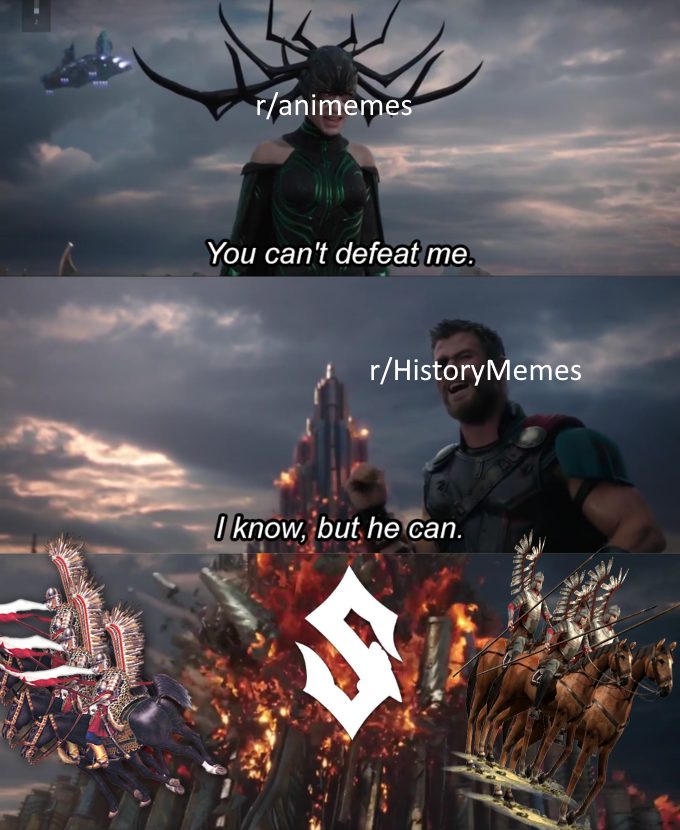 r/animemes
You can't defeat me.
r/HistoryMemes
I know, but he can.
S